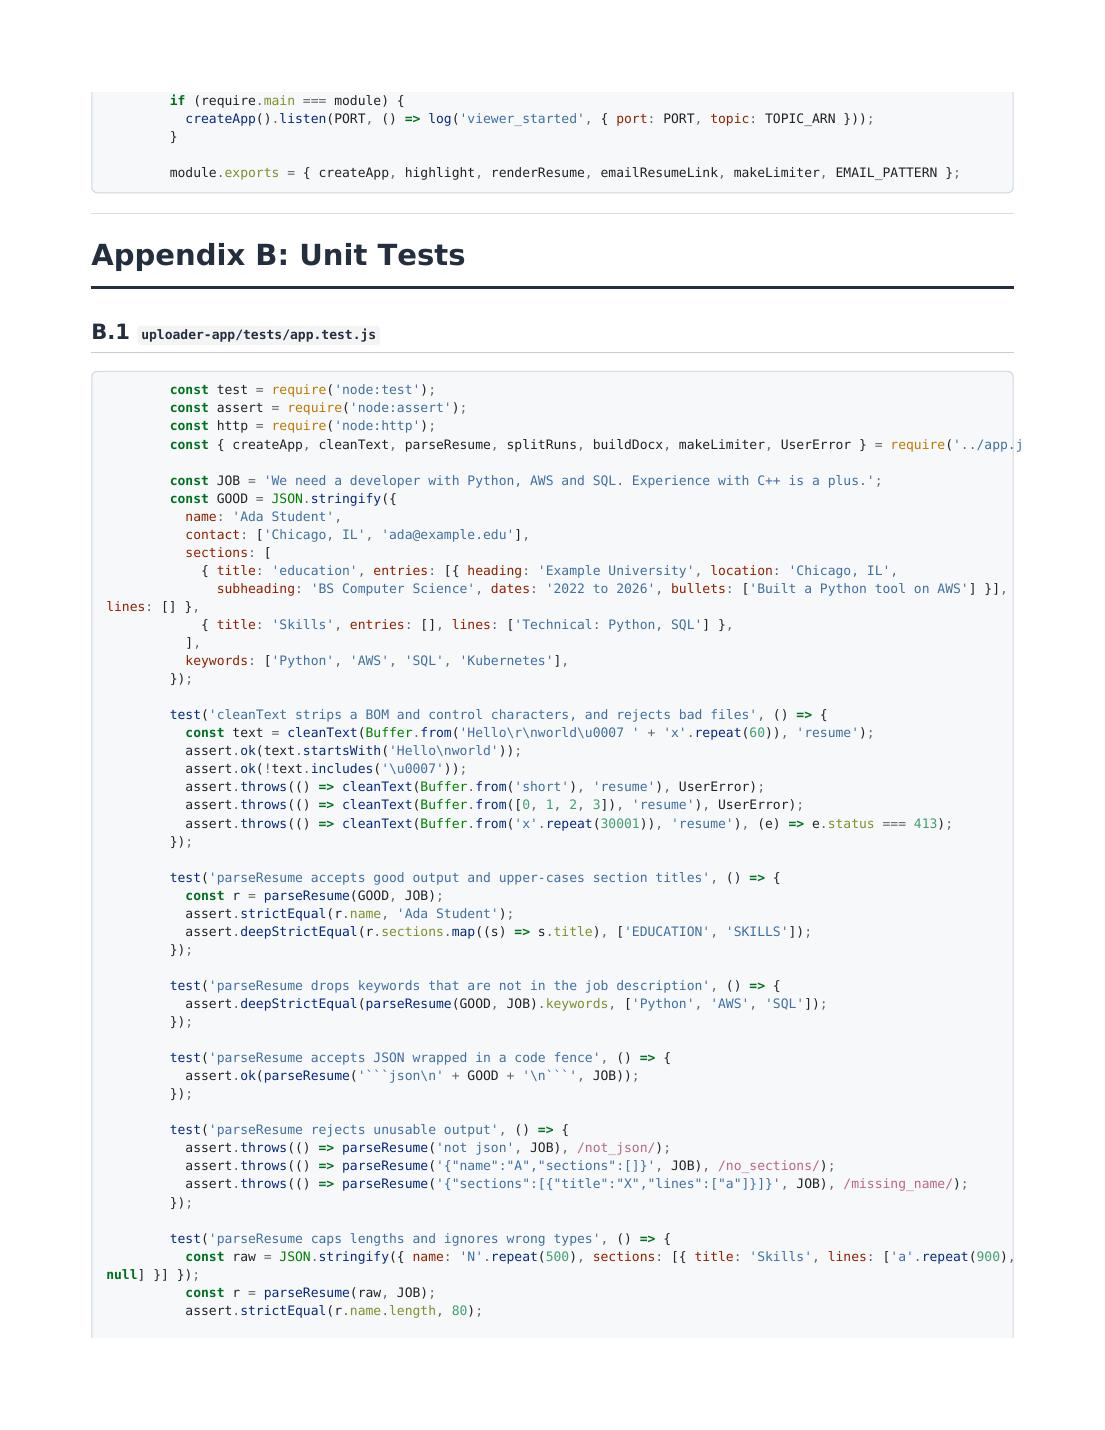 if (require.main === module) {
  createApp().listen(PORT, () => log('viewer_started', { port: PORT, topic: TOPIC_ARN }));
}
module.exports = { createApp, highlight, renderResume, emailResumeLink, makeLimiter, EMAIL_PATTERN };
Appendix B: Unit Tests
B.1 uploader-app/tests/app.test.js
const test = require('node:test');
const assert = require('node:assert');
const http = require('node:http');
const { createApp, cleanText, parseResume, splitRuns, buildDocx, makeLimiter, UserError } = require('../app.j
const JOB = 'We need a developer with Python, AWS and SQL. Experience with C++ is a plus.';
const GOOD = JSON.stringify({
  name: 'Ada Student',
  contact: ['Chicago, IL', 'ada@example.edu'],
  sections: [
    { title: 'education', entries: [{ heading: 'Example University', location: 'Chicago, IL',
      subheading: 'BS Computer Science', dates: '2022 to 2026', bullets: ['Built a Python tool on AWS'] }],
lines: [] },
    { title: 'Skills', entries: [], lines: ['Technical: Python, SQL'] },
  ],
  keywords: ['Python', 'AWS', 'SQL', 'Kubernetes'],
});
test('cleanText strips a BOM and control characters, and rejects bad files', () => {
  const text = cleanText(Buffer.from('Hello\r\nworld\u0007 ' + 'x'.repeat(60)), 'resume');
  assert.ok(text.startsWith('Hello\nworld'));
  assert.ok(!text.includes('\u0007'));
  assert.throws(() => cleanText(Buffer.from('short'), 'resume'), UserError);
  assert.throws(() => cleanText(Buffer.from([0, 1, 2, 3]), 'resume'), UserError);
  assert.throws(() => cleanText(Buffer.from('x'.repeat(30001)), 'resume'), (e) => e.status === 413);
});
test('parseResume accepts good output and upper-cases section titles', () => {
  const r = parseResume(GOOD, JOB);
  assert.strictEqual(r.name, 'Ada Student');
  assert.deepStrictEqual(r.sections.map((s) => s.title), ['EDUCATION', 'SKILLS']);
});
test('parseResume drops keywords that are not in the job description', () => {
  assert.deepStrictEqual(parseResume(GOOD, JOB).keywords, ['Python', 'AWS', 'SQL']);
});
test('parseResume accepts JSON wrapped in a code fence', () => {
  assert.ok(parseResume('```json\n' + GOOD + '\n```', JOB));
});
test('parseResume rejects unusable output', () => {
  assert.throws(() => parseResume('not json', JOB), /not_json/);
  assert.throws(() => parseResume('{"name":"A","sections":[]}', JOB), /no_sections/);
  assert.throws(() => parseResume('{"sections":[{"title":"X","lines":["a"]}]}', JOB), /missing_name/);
});
test('parseResume caps lengths and ignores wrong types', () => {
  const raw = JSON.stringify({ name: 'N'.repeat(500), sections: [{ title: 'Skills', lines: ['a'.repeat(900),
null] }] });
  const r = parseResume(raw, JOB);
  assert.strictEqual(r.name.length, 80);